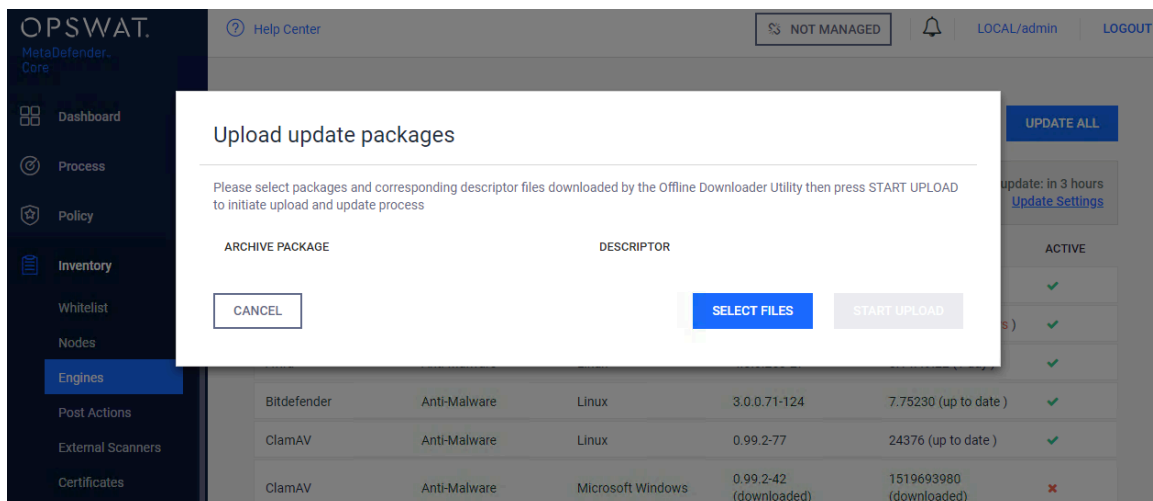 OPSWAT.
MetaDefender
Core
Help Center
NOT MANAGED
LOCAL/admin
LOGOUT
Dashboard
Process
Policy
Inventory
Whitelist
Nodes
Engines
Post Actions
External Scanners
Certificates
UPDATE ALL
update: in 3 hours
Update Settings
Upload update packages
Please select packages and corresponding descriptor files downloaded by the Offline Downloader Utility then press START UPLOAD
to initiate upload and update process
ARCHIVE PACKAGE DESCRIPTOR
CANCEL SELECT FILES START UPLOAD
ACTIVE
s )
Bitdefender Anti-Malware Linux 3.0.0.71-124 7.75230 (up to date )
ClamAV Anti-Malware Linux 0.99.2-77 24376 (up to date )
ClamAV Anti-Malware Microsoft Windows 0.99.2-42 1519693980
(downloaded) (downloaded)